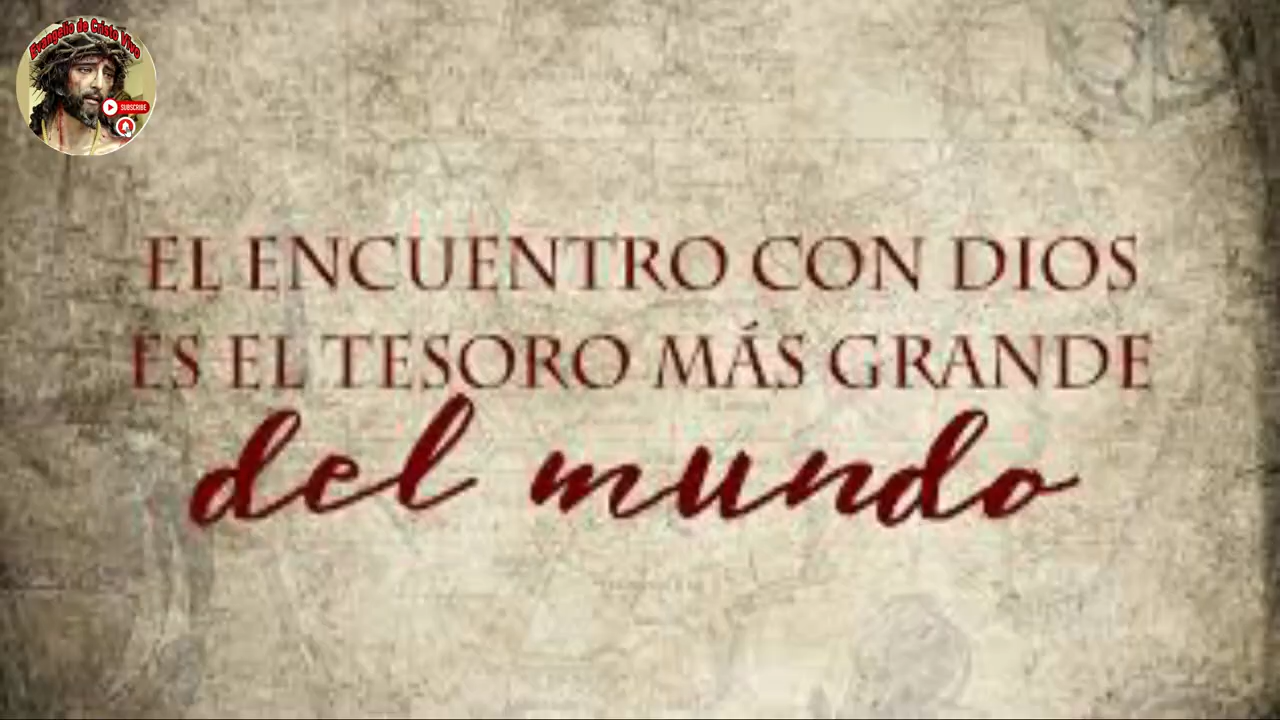 Evangelio de Cristo Vivo
SUBSCRIBE
EL ENCUENTRO CON DIOS
ES EL TESORO MÁS GRANDE
del mundo